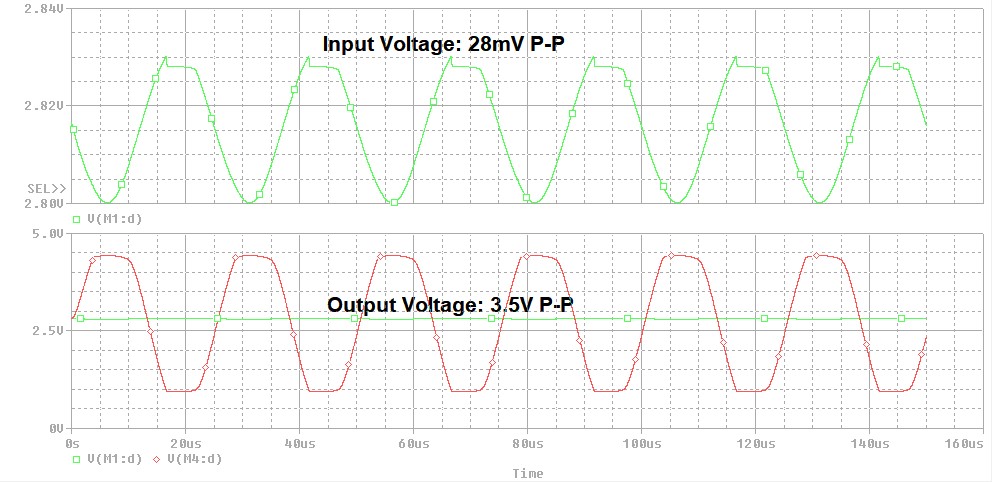 2.84V
Input Voltage: 28mV P-P
2.82V
SEL>>
2.80V
V(M1:d)
5.0V
Output Voltage: 3.5V P-P
2.5V
0V
0s 20us 40us 60us 80us 100us 120us 140us 160us
V(M1:d) V(M4:d)
Time